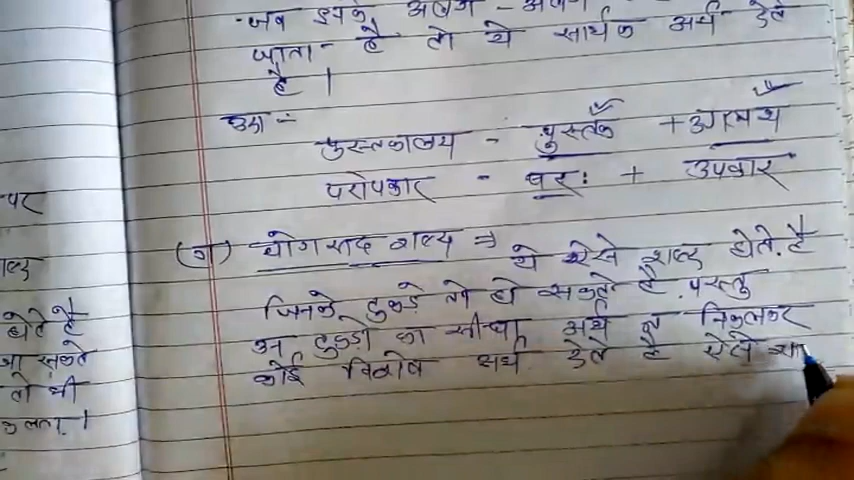 जब इनके अलग - अलग
जाता है तो ये सार्थक अर्थ देते
है।
उदा -
पुस्तकालय - पुस्तक + आलय
परोपकार - पर : + उपकार
(ग) योगरूढ शब्द ⇒ ये ऐसे शब्द होते है
जिनके टुकड़े तो हो सकते है. परन्तु
उन टुकड़ो का सीधा अर्थ न निकलकर
कोई विशेष अर्थ देते है ऐसे
पर
होते है
जा सकते
तो भी